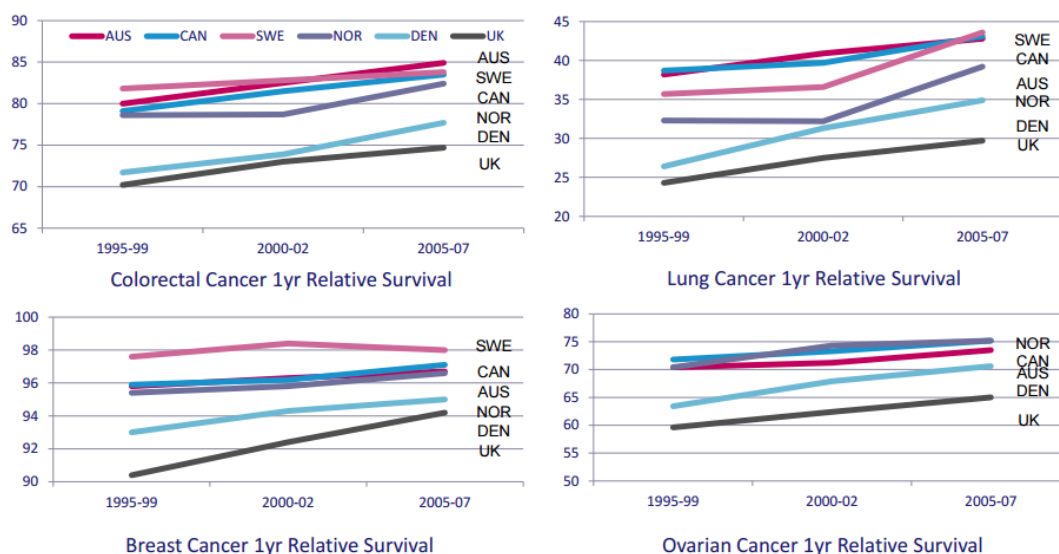 90
85
80
75
70
65
AUS CAN SWE NOR DEN UK
AUS
SWE
CAN
NOR
DEN
UK
1995-99 2000-02 2005-07
Colorectal Cancer 1yr Relative Survival
45
40
35
30
25
20
SWE
CAN
AUS
NOR
DEN
UK
1995-99 2000-02 2005-07
Lung Cancer 1yr Relative Survival
100
98
96
94
92
90
SWE
CAN
AUS
NOR
DEN
UK
1995-99 2000-02 2005-07
Breast Cancer 1yr Relative Survival
80
75
70
65
60
55
50
NOR
CAN
AUS
DEN
UK
1995-99 2000-02 2005-07
Ovarian Cancer 1yr Relative Survival